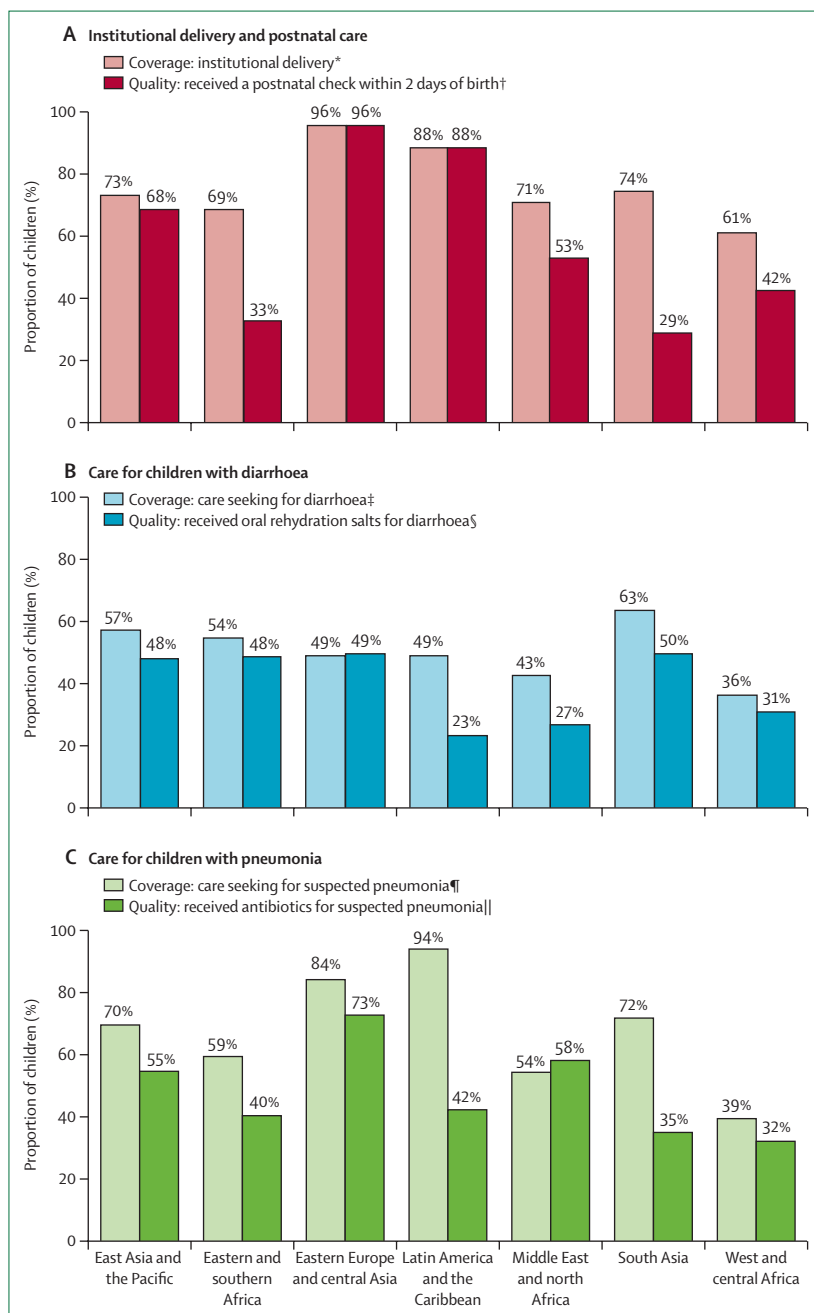 A Institutional delivery and postnatal care
Coverage: institutional delivery*
Quality: received a postnatal check within 2 days of birth†
Proportion of children (%)
100
80
60
40
20
0
73%
68%
69%
33%
96%
96%
88%
88%
71%
53%
74%
29%
61%
42%
B Care for children with diarrhoea
Coverage: care seeking for diarrhoea‡
Quality: received oral rehydration salts for diarrhoea§
Proportion of children (%)
100
80
60
40
20
0
57%
48%
54%
48%
49%
49%
49%
23%
43%
27%
63%
50%
36%
31%
C Care for children with pneumonia
Coverage: care seeking for suspected pneumonia¶
Quality: received antibiotics for suspected pneumonia||
Proportion of children (%)
100
80
60
40
20
0
70%
55%
59%
40%
84%
73%
94%
42%
54%
58%
72%
35%
39%
32%
East Asia and
the Pacific
Eastern and
southern
Africa
Eastern Europe
and central Asia
Latin America
and the
Caribbean
Middle East
and north
Africa
South Asia
West and
central Africa